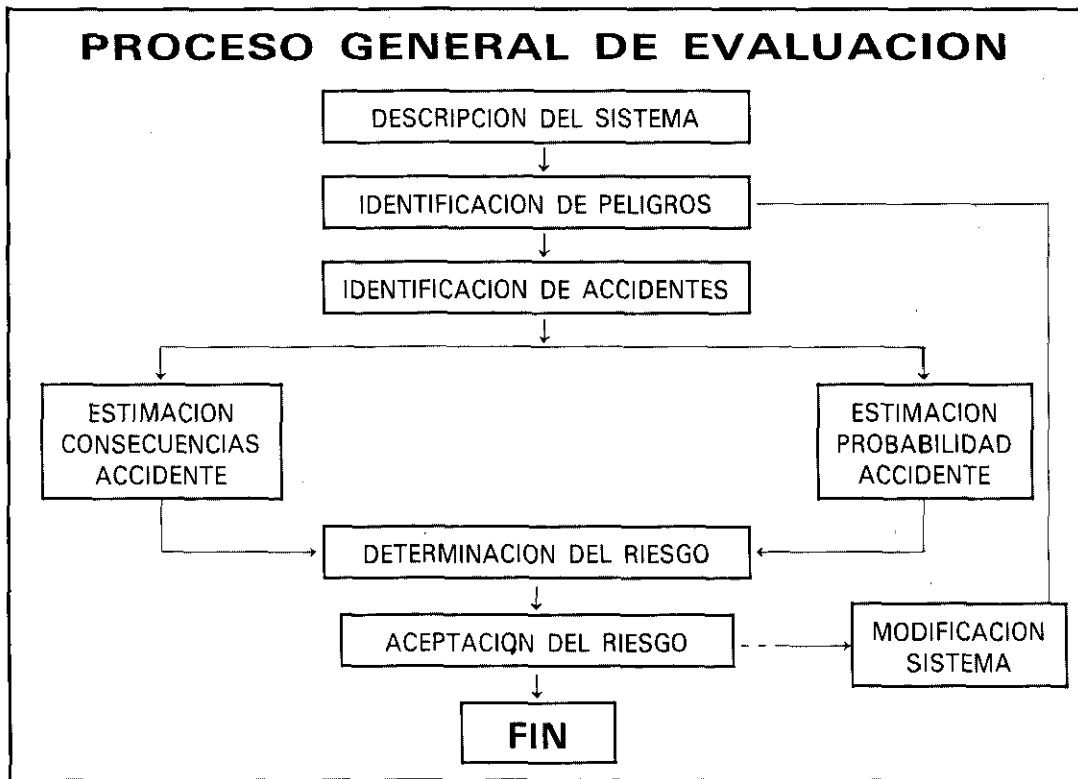 PROCESO GENERAL DE EVALUACION
DESCRIPCION DEL SISTEMA
IDENTIFICACION DE PELIGROS
IDENTIFICACION DE ACCIDENTES
ESTIMACION
CONSECUENCIAS
ACCIDENTE
ESTIMACION
PROBABILIDAD
ACCIDENTE
DETERMINACION DEL RIESGO
ACEPTACION DEL RIESGO
MODIFICACION
SISTEMA
FIN